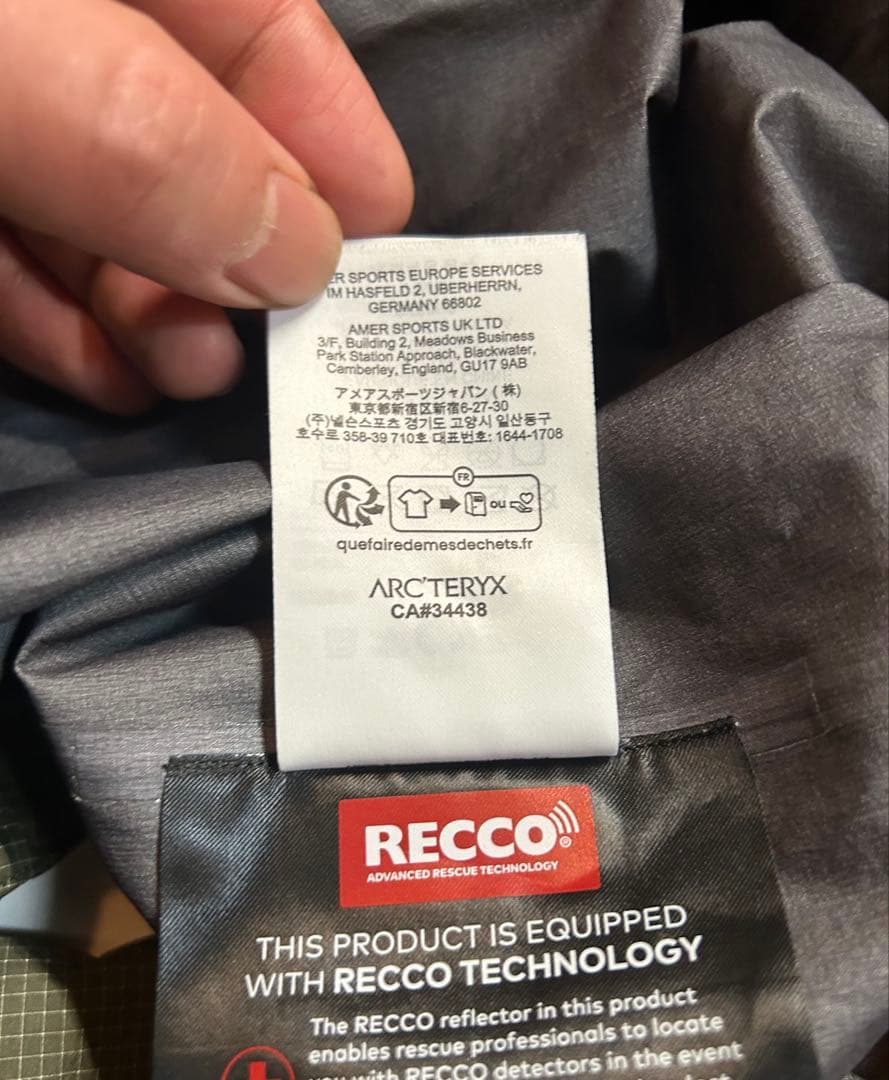 ER SPORTS EUROPE SERVICES
IM HASFELD 2, UBERHERRN,
GERMANY 66802
AMER SPORTS UK LTD
3/F, Building 2, Meadows Business
Park Station Approach, Blackwater,
Camberley, England, GU17 9AB
アメアスポーツジャパン (株)
東京都新宿区新宿6-27-30
(주)넬슨스포츠 경기도 고양시 일산동구
호수로 358-39 710호 대표번호: 1644-1708
FR
ou
quefairedemesdechets.fr
ARC'TERYX
CA#34438
RECCO®
ADVANCED RESCUE TECHNOLOGY
THIS PRODUCT IS EQUIPPED
WITH RECCO TECHNOLOGY
The RECCO reflector in this product
enables rescue professionals to locate
you with RECCO detectors in the event